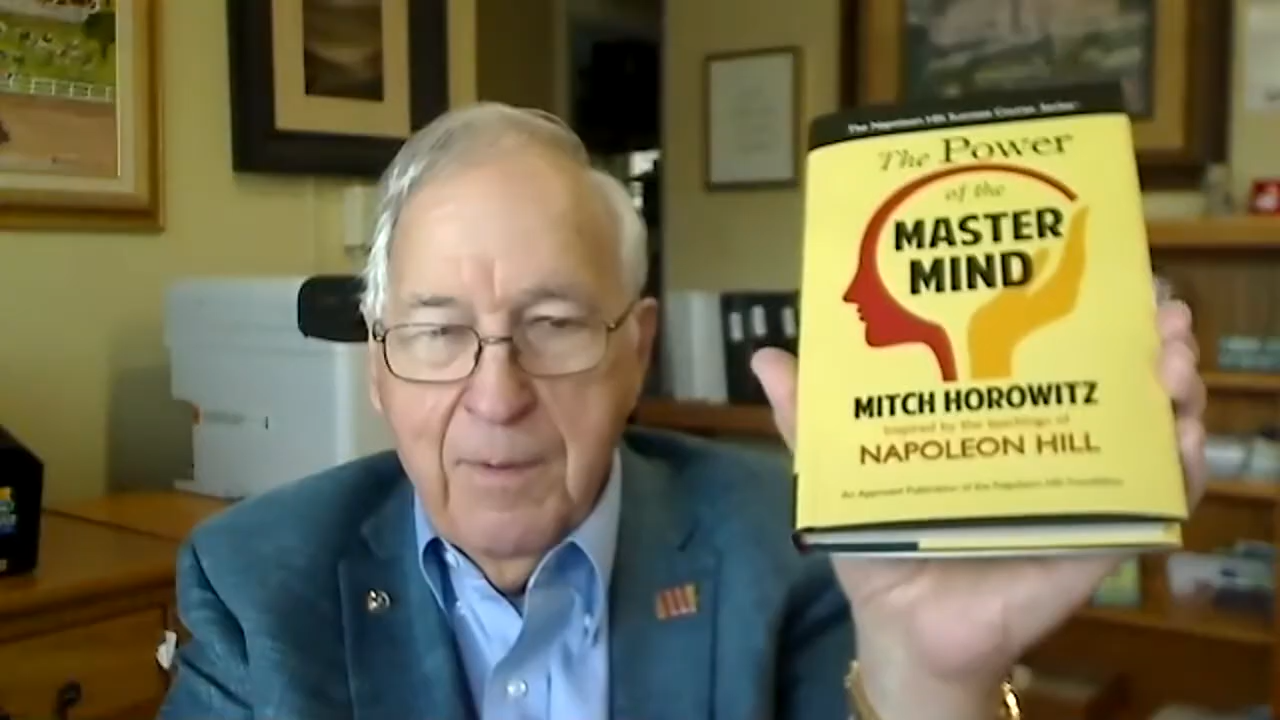 The Napoleon Hill Success Course Series
The Power
of the
MASTER
MIND
MITCH HOROWITZ
Inspired by the teachings of
NAPOLEON HILL
An Approved Publication of the Napoleon Hill Foundation